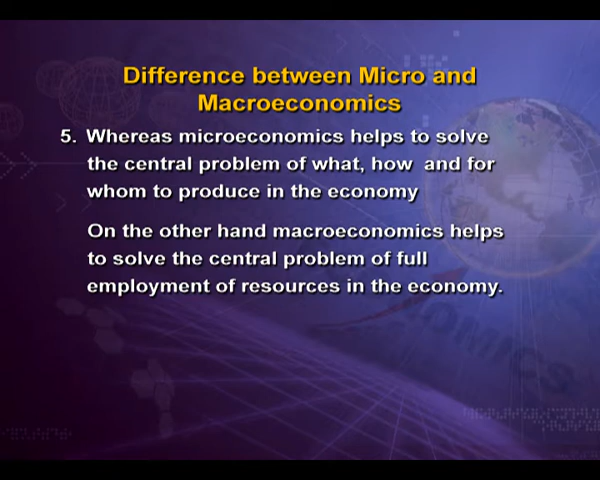 Difference between Micro and
Macroeconomics
5. Whereas microeconomics helps to solve
the central problem of what, how and for
whom to produce in the economy
On the other hand macroeconomics helps
to solve the central problem of full
employment of resources in the economy.